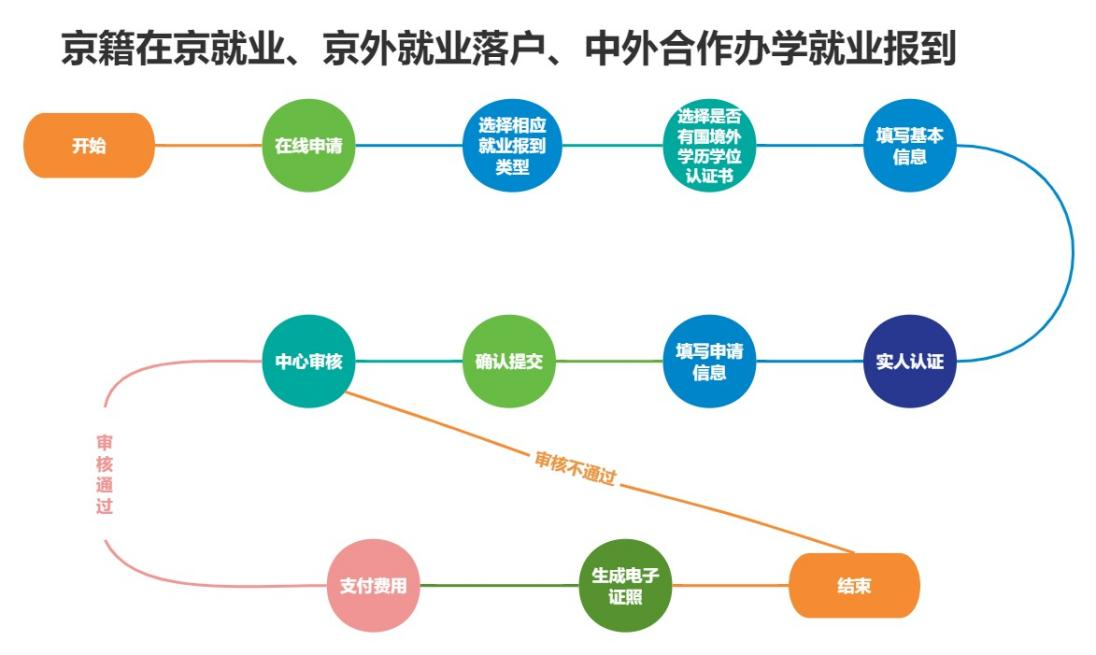 京籍在京就业、京外就业落户、中外合作办学就业报到
开始
在线申请
选择相应
就业报到
类型
选择是否
有国境外
学历学位
认证书
填写基本
信息
实人认证
填写申请
信息
确认提交
中心审核
审核通过
审核不通过
支付费用
生成电子
证照
结束